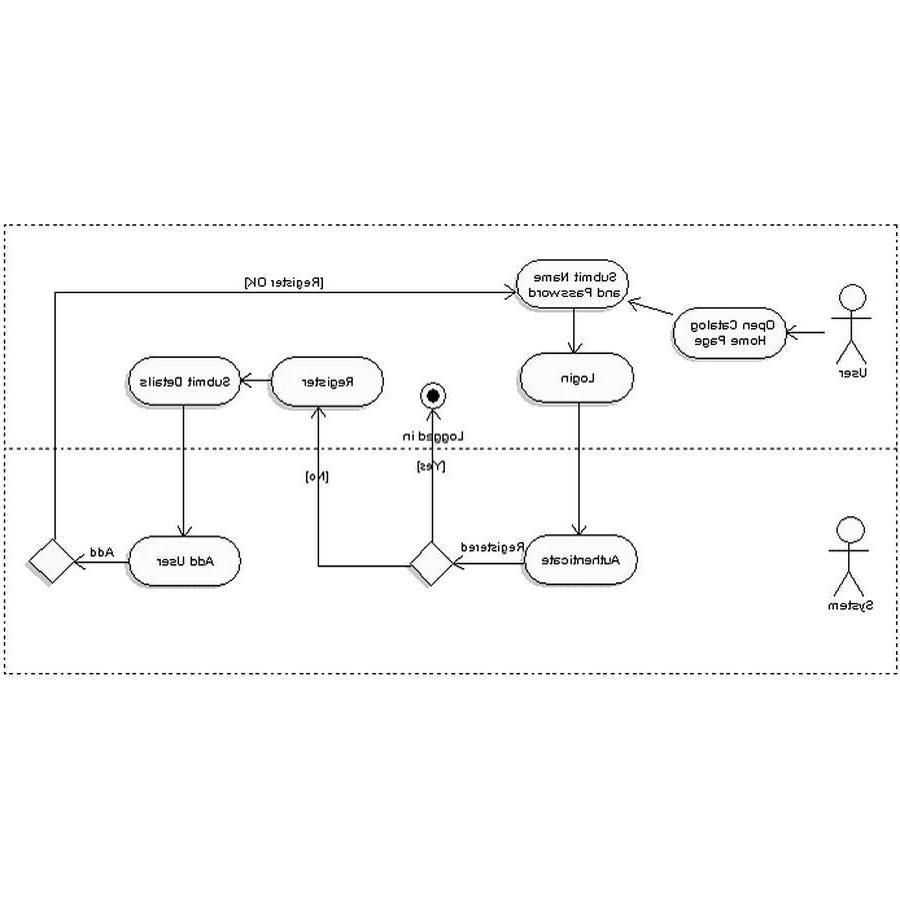 [Register OK]
Submit Name
and Password
Open Catalog
Home Page
User
Submit Details
Register
Login
Logged in
[Yes]
[No]
Add
Add User
Registered
Authenticate
System